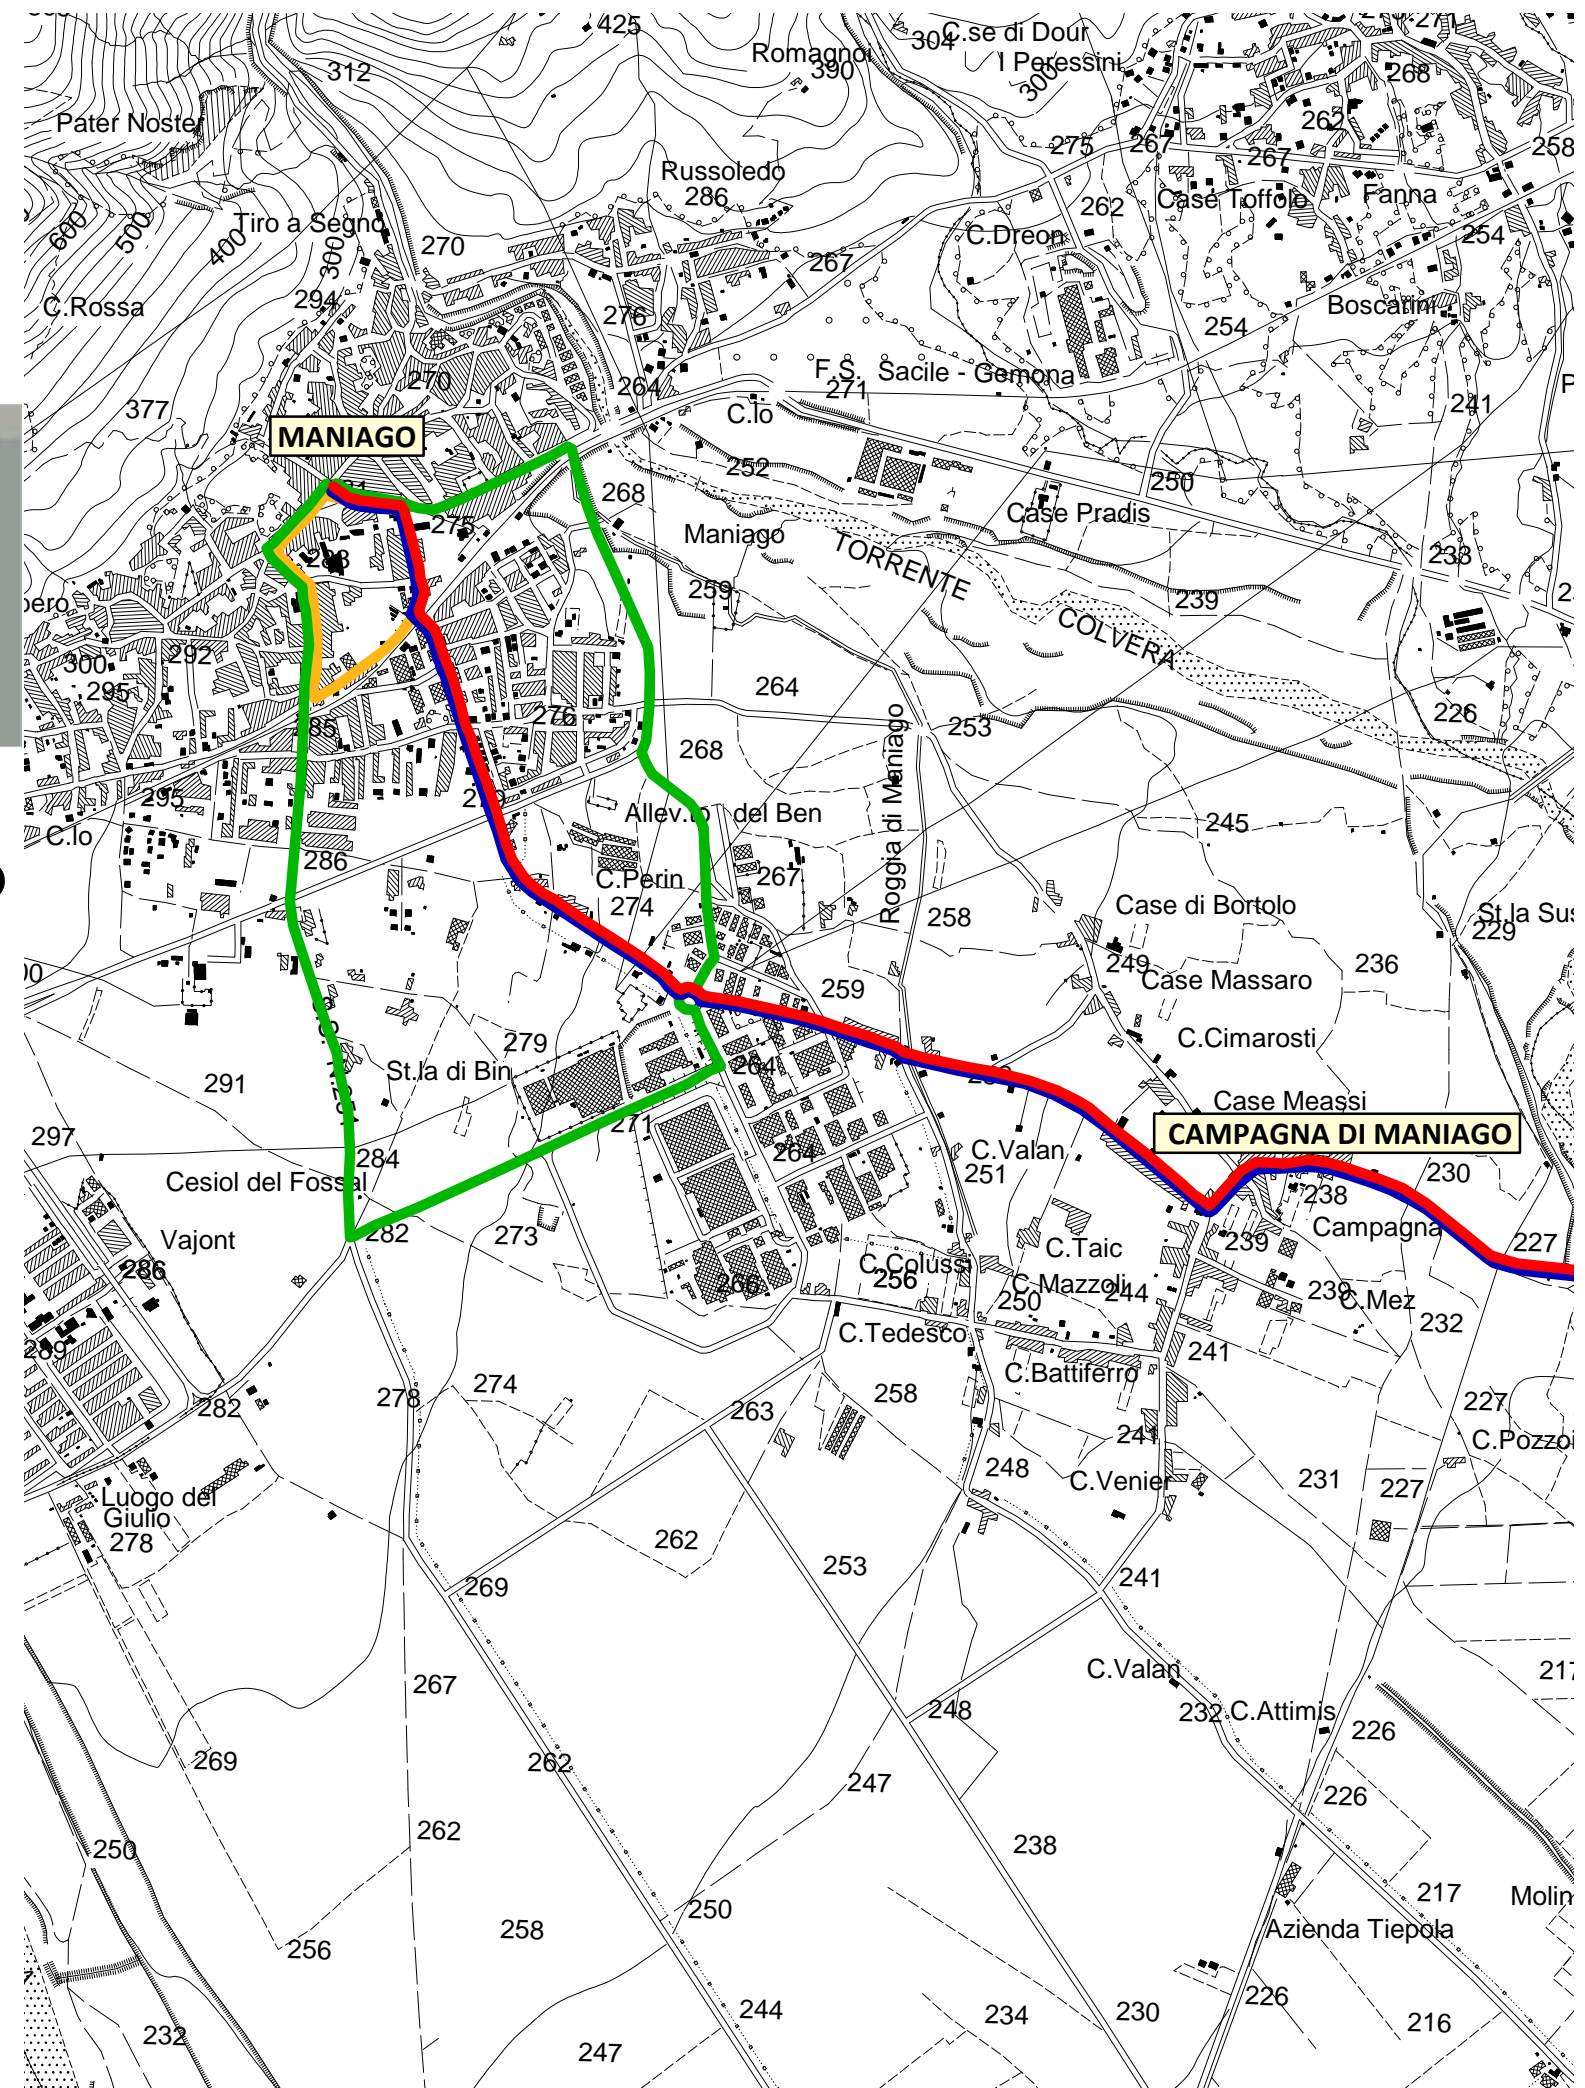 425
304
C.se di Dour
I Peressini
Romagnoi
390
312
300
271
268
262
Pater Noster
275
267
267
258
Russoledo
286
Case Toffolo
Fanna
262
600
500
400
300
Tiro a Segno
270
C.Dreon
254
267
294
C.Rossa
276
Boscarini
254
270
264
F.S. Sacile - Gemona
271
377
C.lo
241
MANIAGO
252
250
268
Case Pradis
275
Maniago
TORRENTE
283
233
259
239
COLVERA
292
300
295
264
253
226
285
276
268
Roggia di Maniago
295
C.lo
Allev.to del Ben
245
286
C.Perin
274
267
258
Case di Bortolo
229
249
236
Case Massaro
259
279
C.Cimarosti
S.S. N.251
St.la di Bin
264
291
Case Meassi
271
297
CAMPAGNA DI MANIAGO
264
C.Valan
251
284
Cesiol del Fossal
230
238
Campagna
282
273
Vajont
239
227
C.Taic
286
C.Colussi
256
266
C.Mazzoli
250
244
239
C.Mez
232
C.Tedesco
289
241
C.Battiferro
274
278
258
282
263
227
241
248
C.Venier
231
227
Luogo del
Giulio
278
262
253
269
241
C.Valan
267
248
232
C.Attimis
226
269
262
247
226
262
250
238
217
250
258
256
Azienda Tiepola
226
244
234
230
216
232
247